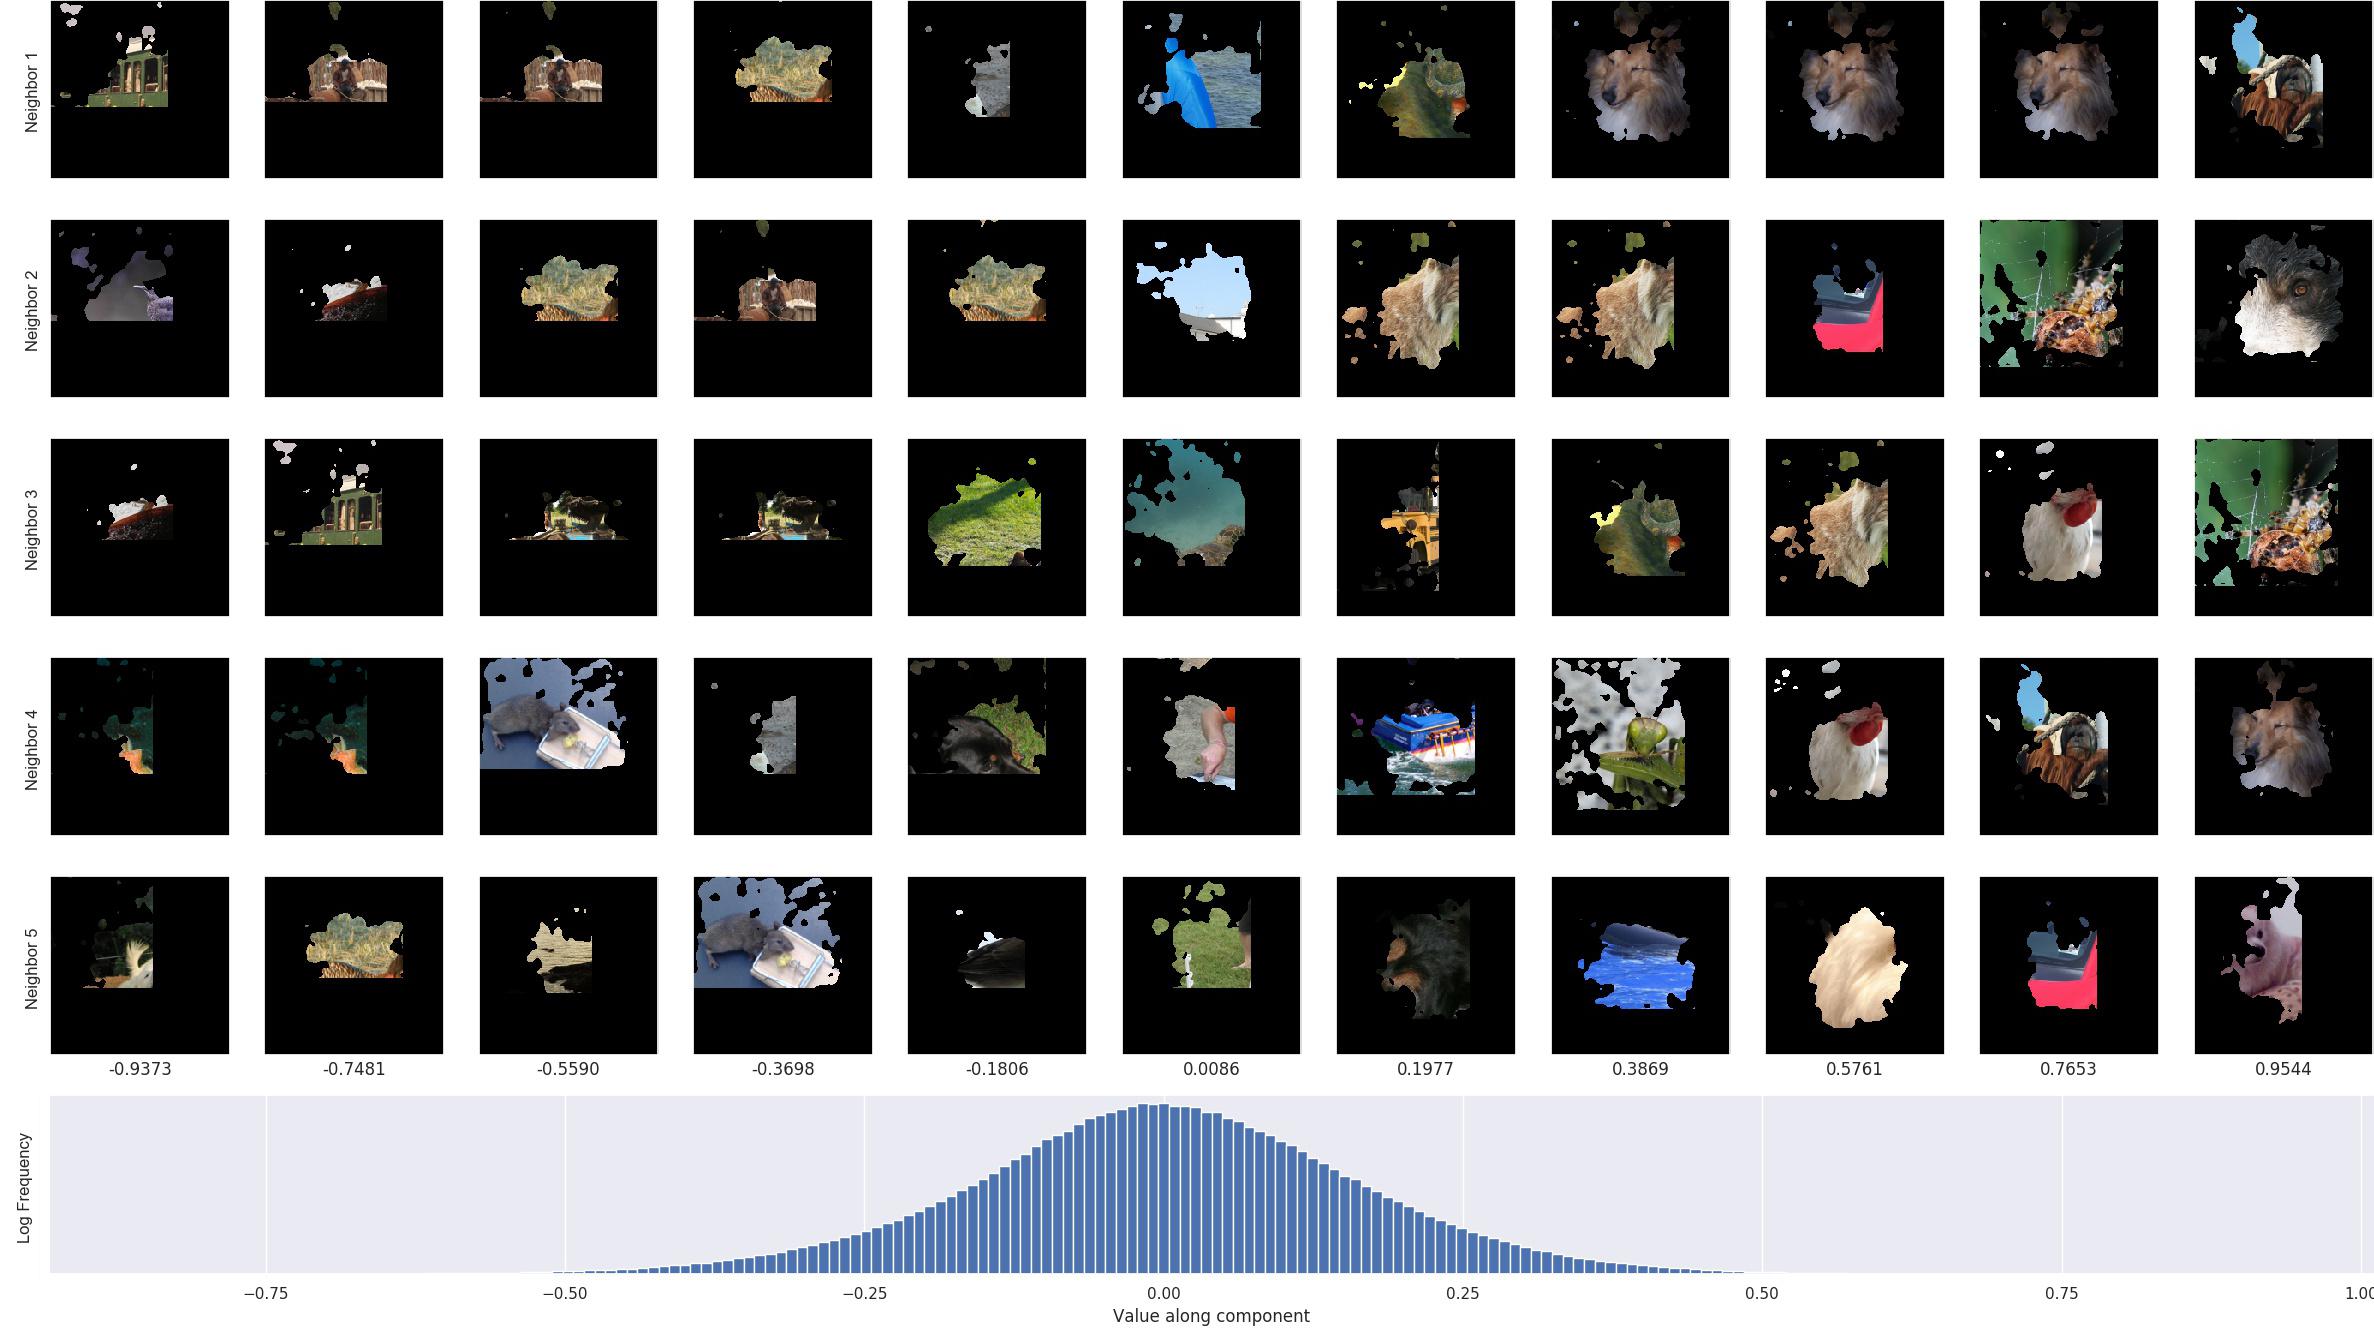 Neighbor 1
Neighbor 2
Neighbor 3
Neighbor 4
Neighbor 5
-0.9373 -0.7481 -0.5590 -0.3698 -0.1806 0.0086 0.1977 0.3869 0.5761 0.7653 0.9544
Log Frequency
−0.75 −0.50 −0.25 0.00 0.25 0.50 0.75 1.00
Value along component